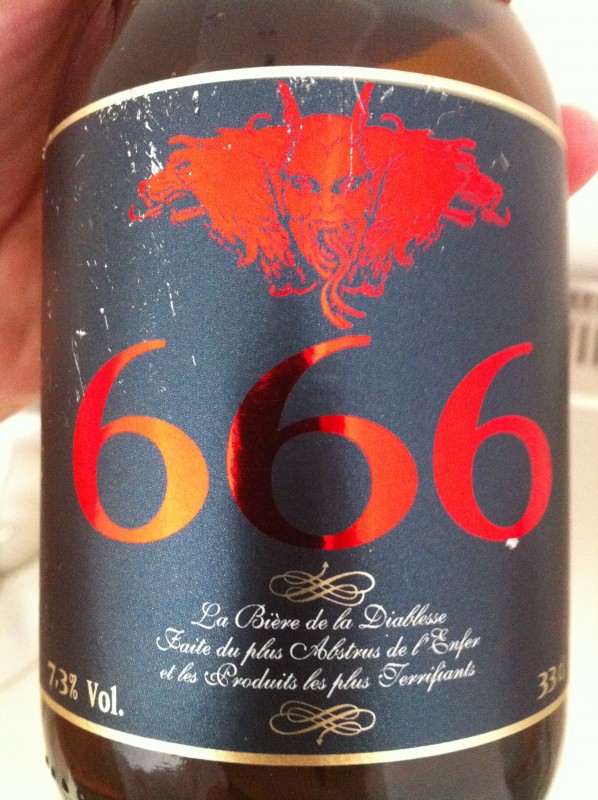 666
La Bière de la Diablesse
Faite du plus Abstrus de l'Enfer
et les Produits les plus Terrifiants
7,3% Vol.
33